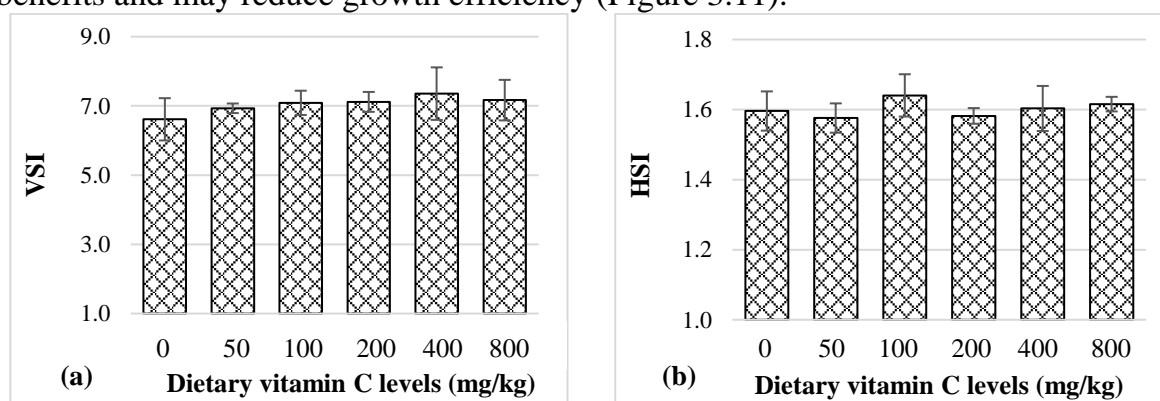 benefits and may reduce growth efficiency (Figure 3.11).
9.0
7.0
5.0
3.0
1.0
VSI
0 50 100 200 400 800
(a) Dietary vitamin C levels (mg/kg)
1.8
1.6
1.4
1.2
1.0
HSI
0 50 100 200 400 800
(b) Dietary vitamin C levels (mg/kg)